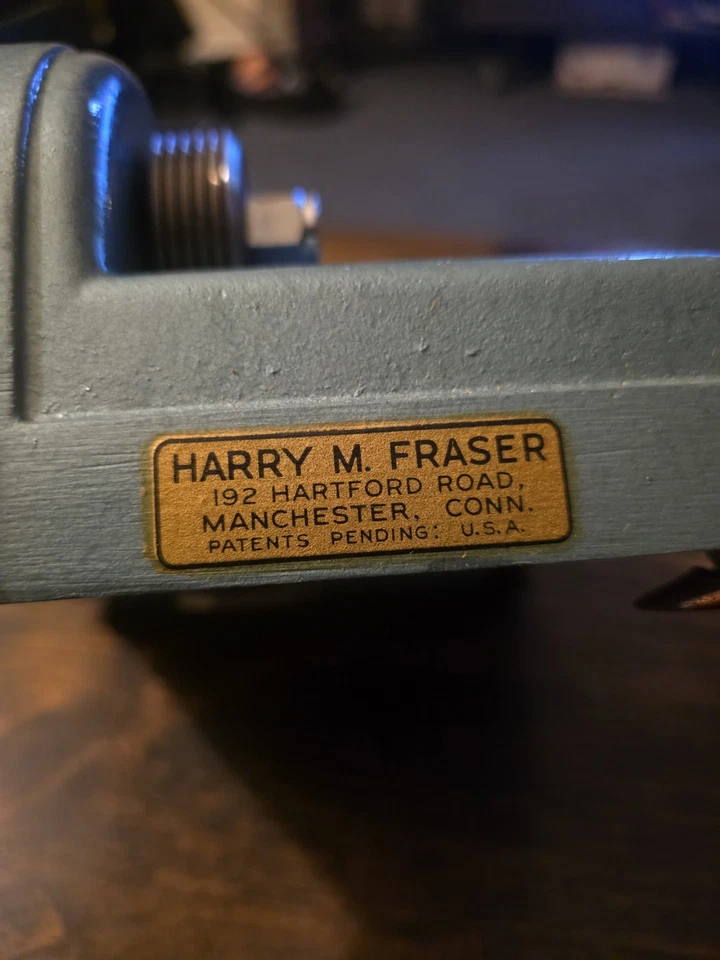 HARRY M. FRASER
192 HARTFORD ROAD,
MANCHESTER, CONN.
PATENTS PENDING: U.S.A.